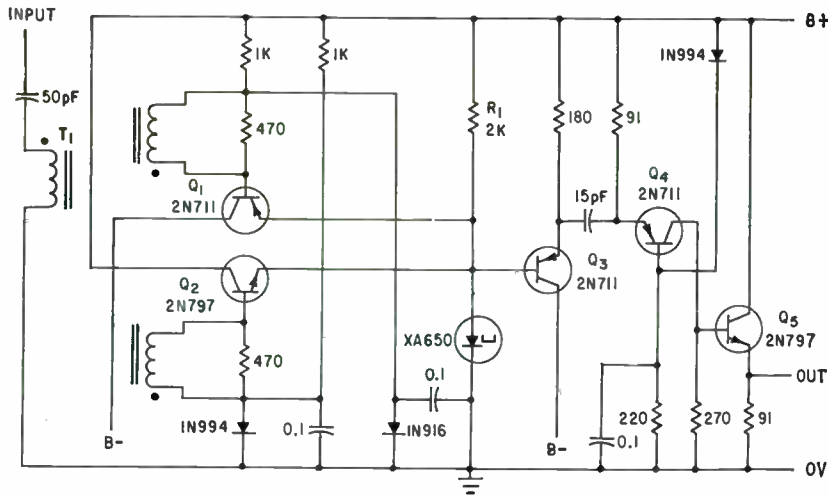 INPUT
B+
1K
1K
1N994
50pF
R1
2K
180
91
T1
470
Q4
2N711
Q1
2N711
15pF
Q3
2N711
Q2
2N797
Q5
2N797
XA650
470
0.1
OUT
1N994
0.1
1N916
220
0.1
270
91
B-
B-
0V